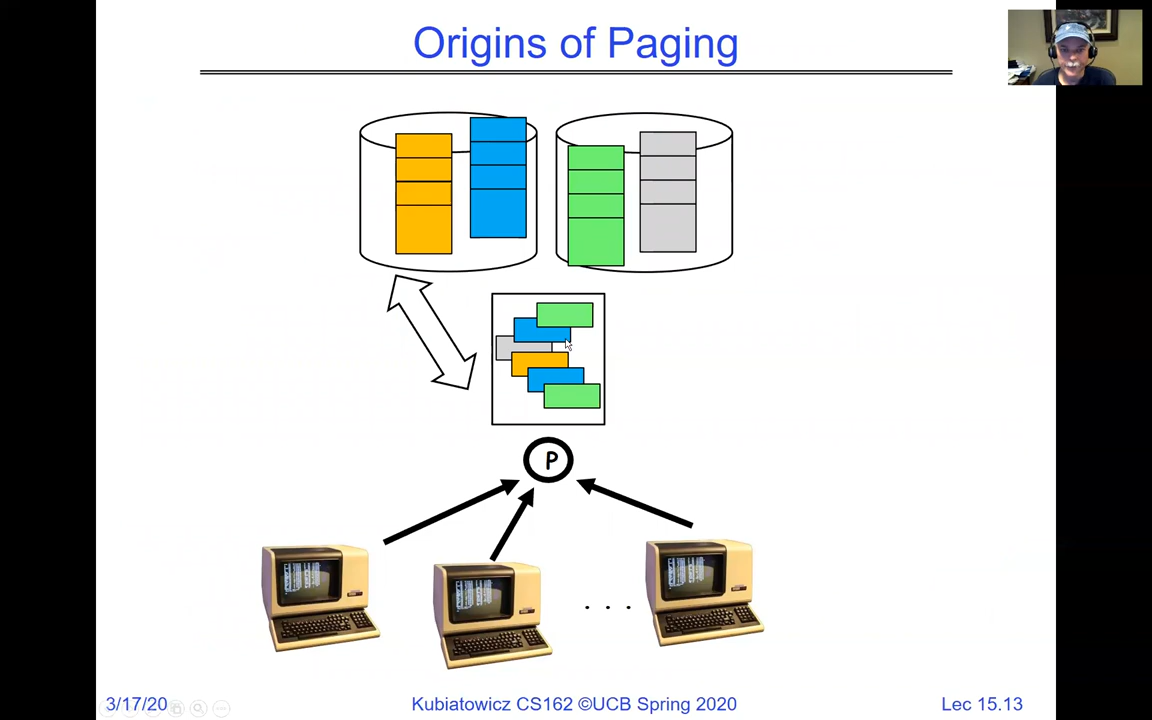 Origins of Paging
P
. . .
3/17/20
Kubiatowicz CS162 ©UCB Spring 2020
Lec 15.13